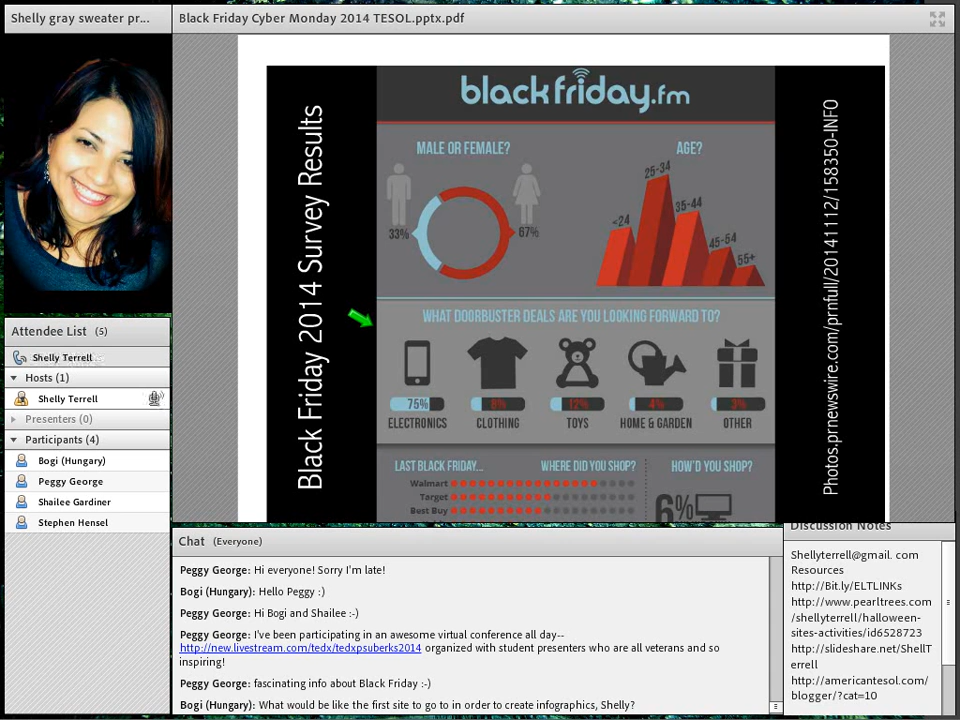 Shelly gray sweater pr...
Black Friday Cyber Monday 2014 TESOL.pptx.pdf
Black Friday 2014 Survey Results
blackfriday.fm
MALE OR FEMALE?
33%
67%
AGE?
<24
25-34
35-44
45-54
55+
WHAT DOORBUSTER DEALS ARE YOU LOOKING FORWARD TO?
75% 8% 12% 4% 3%
ELECTRONICS CLOTHING TOYS HOME & GARDEN OTHER
LAST BLACK FRIDAY... WHERE DID YOU SHOP? HOW'D YOU SHOP?
Walmart
Target
Best Buy
6%
Photos.prnewswire.com/prnfull/20141112/158350-INFO
Attendee List (5)
Shelly Terrell
Hosts (1)
Shelly Terrell
Presenters (0)
Participants (4)
Bogi (Hungary)
Peggy George
Shailee Gardiner
Stephen Hensel
Chat (Everyone)
Peggy George: Hi everyone! Sorry I'm late!
Bogi (Hungary): Hello Peggy :)
Peggy George: Hi Bogi and Shailee :-)
Peggy George: I've been participating in an awesome virtual conference all day--
http://new.livestream.com/tedx/tedxpsuberks2014 organized with student presenters who are all veterans and so
inspiring!
Peggy George: fascinating info about Black Friday :-)
Bogi (Hungary): What would be like the first site to go to in order to create infographics, Shelly?
Discussion Notes
Shellyterrell@gmail. com
Resources
http://Bit.ly/ELTLINKs
http://www.pearltrees.com
/shellyterrell/halloween-
sites-activities/id6528723
http://slideshare.net/ShellT
errell
http://americantesol.com/
blogger/?cat=10